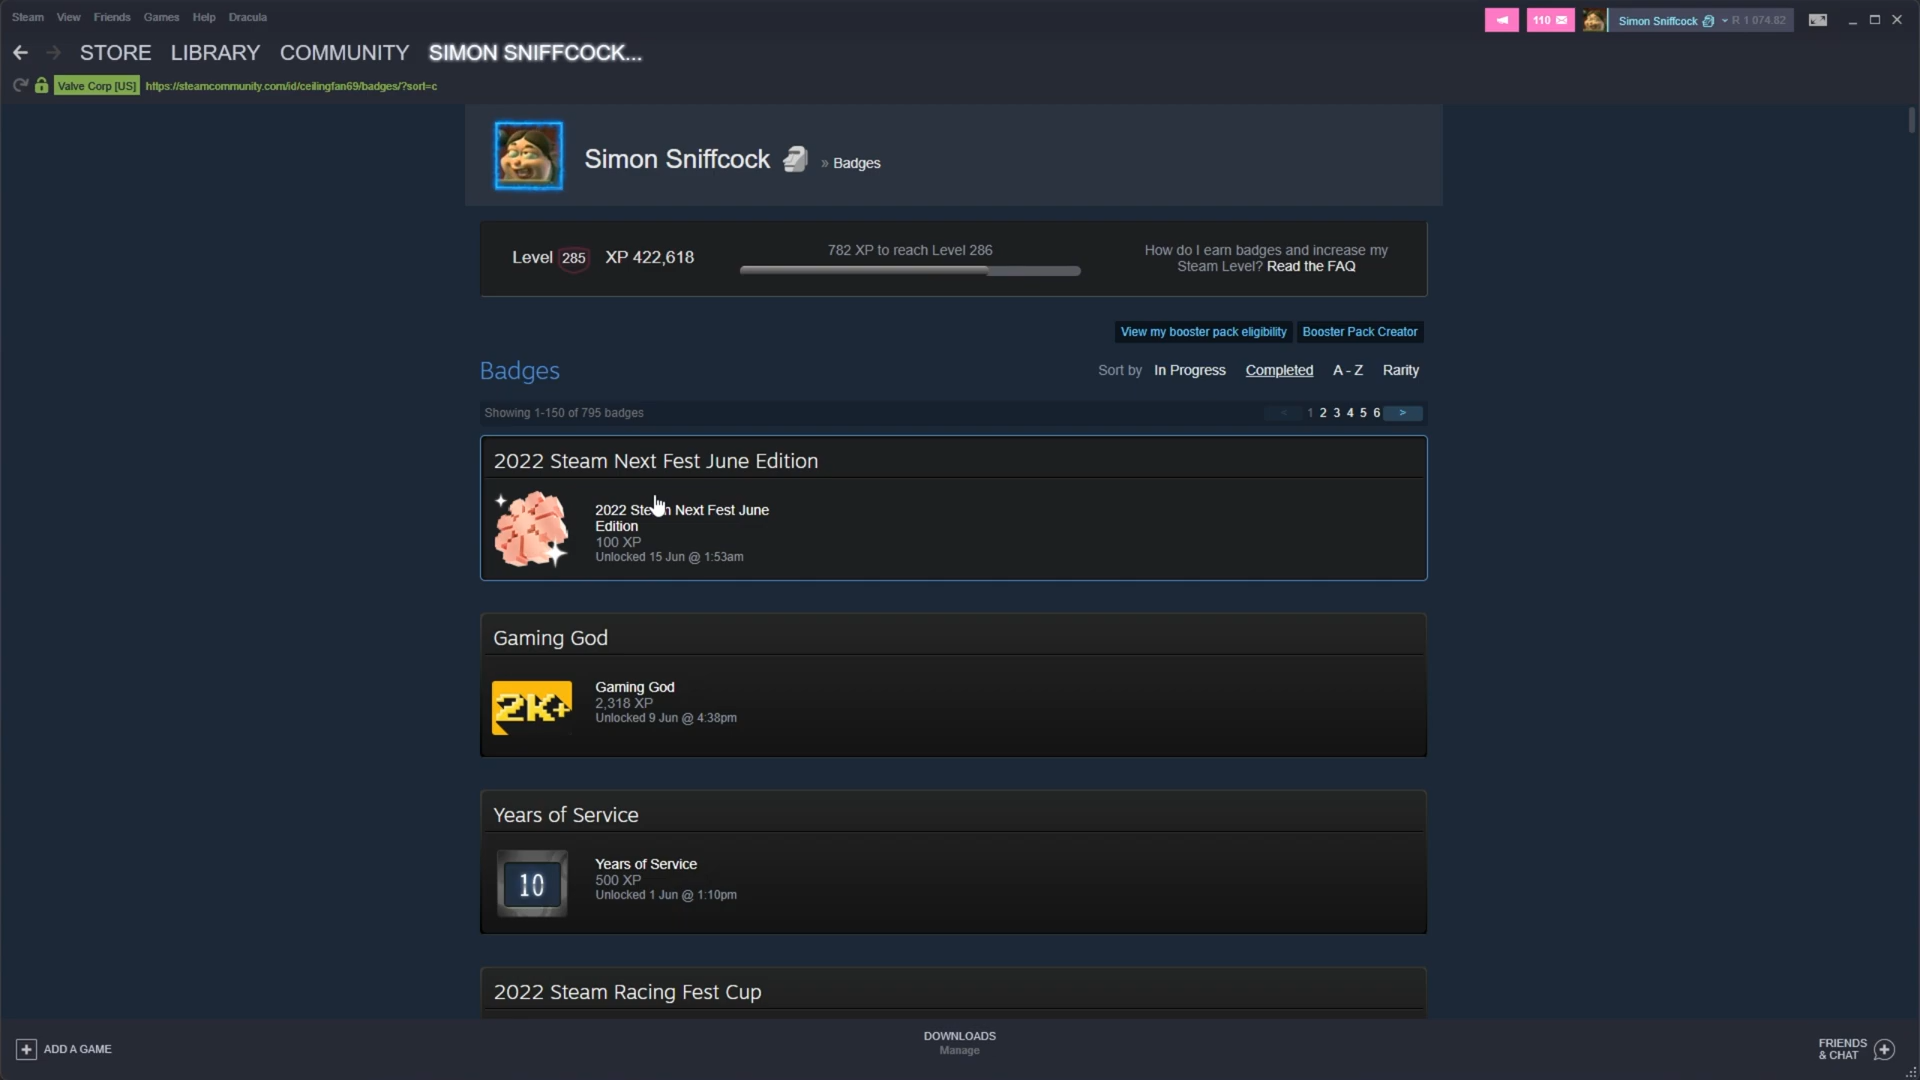 Steam View Friends Games Help Dracula
110 Simon Sniffcock R 1 074.82
STORE LIBRARY COMMUNITY SIMON SNIFFCOCK...
Valve Corp [US] https://steamcommunity.com/id/ceilingfan69/badges/?sort=c
Simon Sniffcock » Badges
Level 285 XP 422,618
782 XP to reach Level 286
How do I earn badges and increase my
Steam Level? Read the FAQ
View my booster pack eligibility Booster Pack Creator
Badges
Sort by In Progress Completed A - Z Rarity
Showing 1-150 of 795 badges
< 1 2 3 4 5 6 >
2022 Steam Next Fest June Edition
2022 Steam Next Fest June
Edition
100 XP
Unlocked 15 Jun @ 1:53am
Gaming God
2K+
Gaming God
2,318 XP
Unlocked 9 Jun @ 4:38pm
Years of Service
10
Years of Service
500 XP
Unlocked 1 Jun @ 1:10pm
2022 Steam Racing Fest Cup
+ ADD A GAME
DOWNLOADS
Manage
FRIENDS
& CHAT